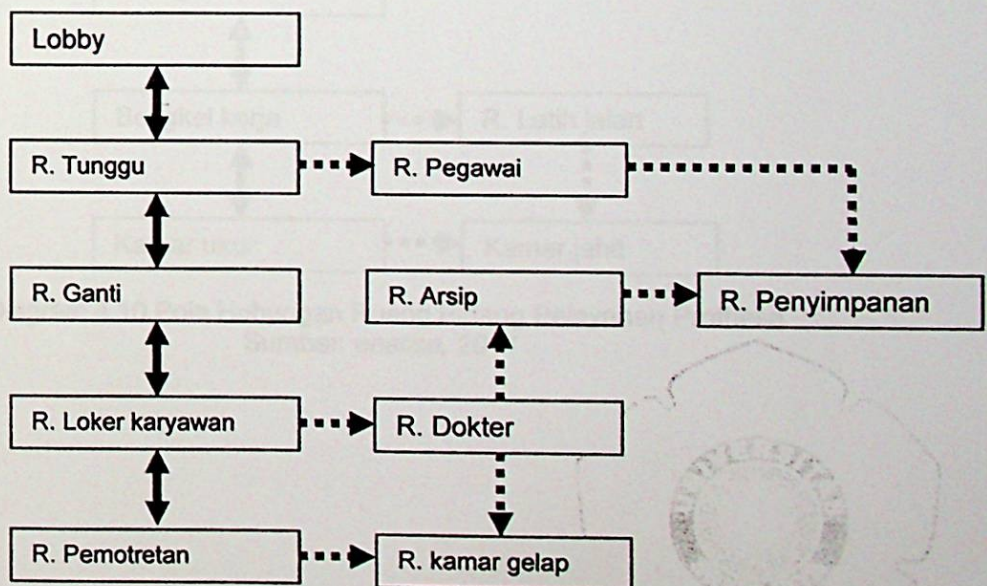 Lobby
R. Tunggu
R. Pegawai
R. Ganti
R. Arsip
R. Penyimpanan
R. Loker karyawan
R. Dokter
R. Pemotretan
R. kamar gelap